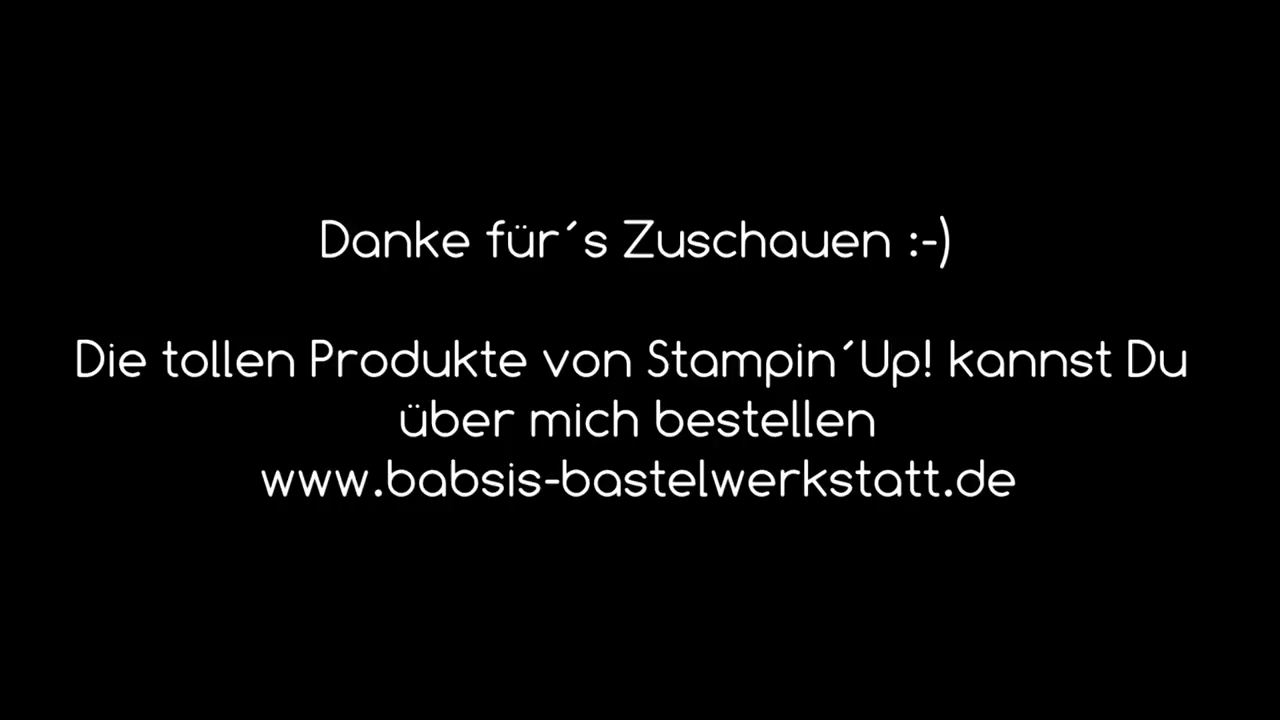 Danke für´s Zuschauen :-)
Die tollen Produkte von Stampin´Up! kannst Du
über mich bestellen
www.babsis-bastelwerkstatt.de